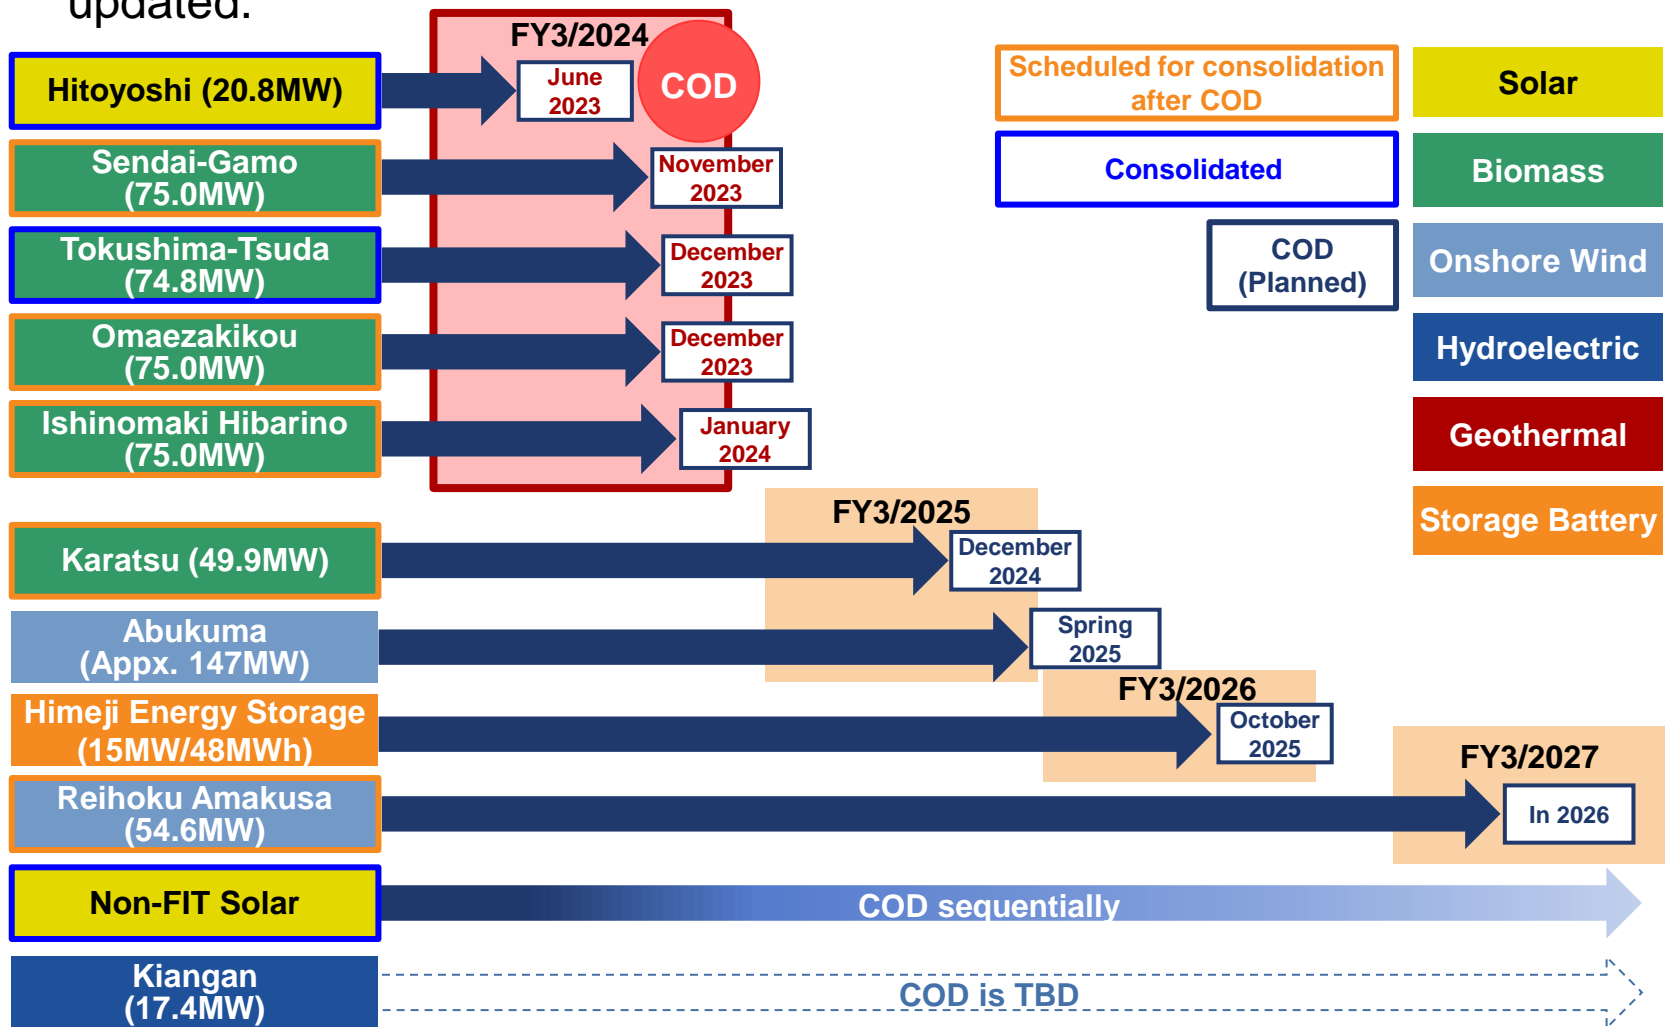 updated.
FY3/2024
COD
Hitoyoshi (20.8MW)
June
2023
Sendai-Gamo
(75.0MW)
November
2023
Tokushima-Tsuda
(74.8MW)
December
2023
Omaezakikou
(75.0MW)
December
2023
Ishinomaki Hibarino
(75.0MW)
January
2024
FY3/2025
Karatsu (49.9MW)
December
2024
Abukuma
(Appx. 147MW)
Spring
2025
FY3/2026
Himeji Energy Storage
(15MW/48MWh)
October
2025
FY3/2027
Reihoku Amakusa
(54.6MW)
In 2026
Non-FIT Solar
COD sequentially
Kiangan
(17.4MW)
COD is TBD
Scheduled for consolidation
after COD
Consolidated
COD
(Planned)
Solar
Biomass
Onshore Wind
Hydroelectric
Geothermal
Storage Battery